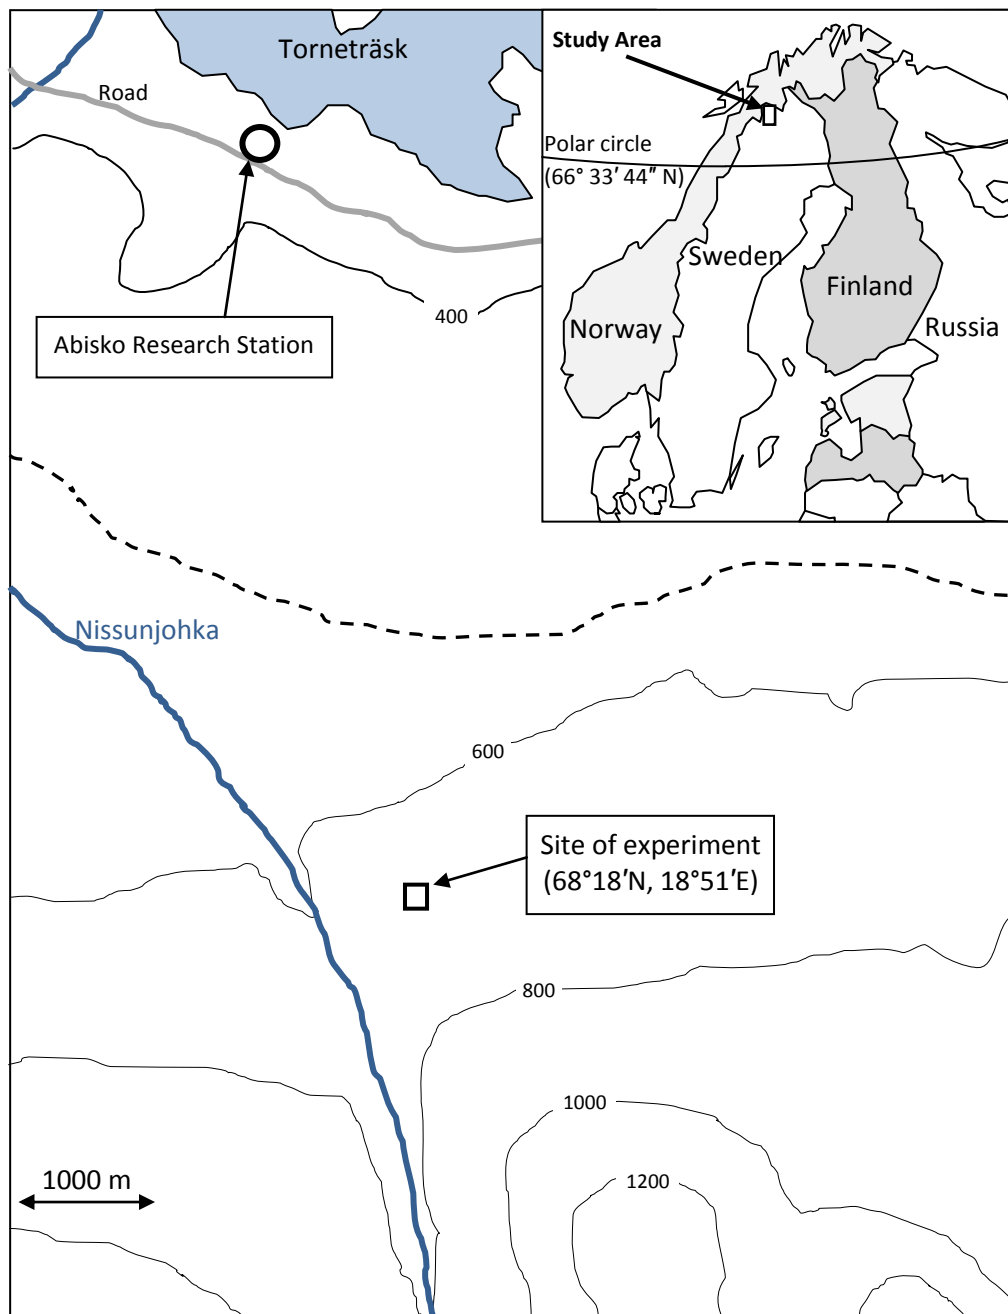 Torneträsk
Road
Abisko Research Station
400
Study Area
Polar circle
(66° 33′ 44″ N)
Sweden
Finland
Norway
Russia
Nissunjohka
600
Site of experiment
(68°18′N, 18°51′E)
800
1000
1200
1000 m